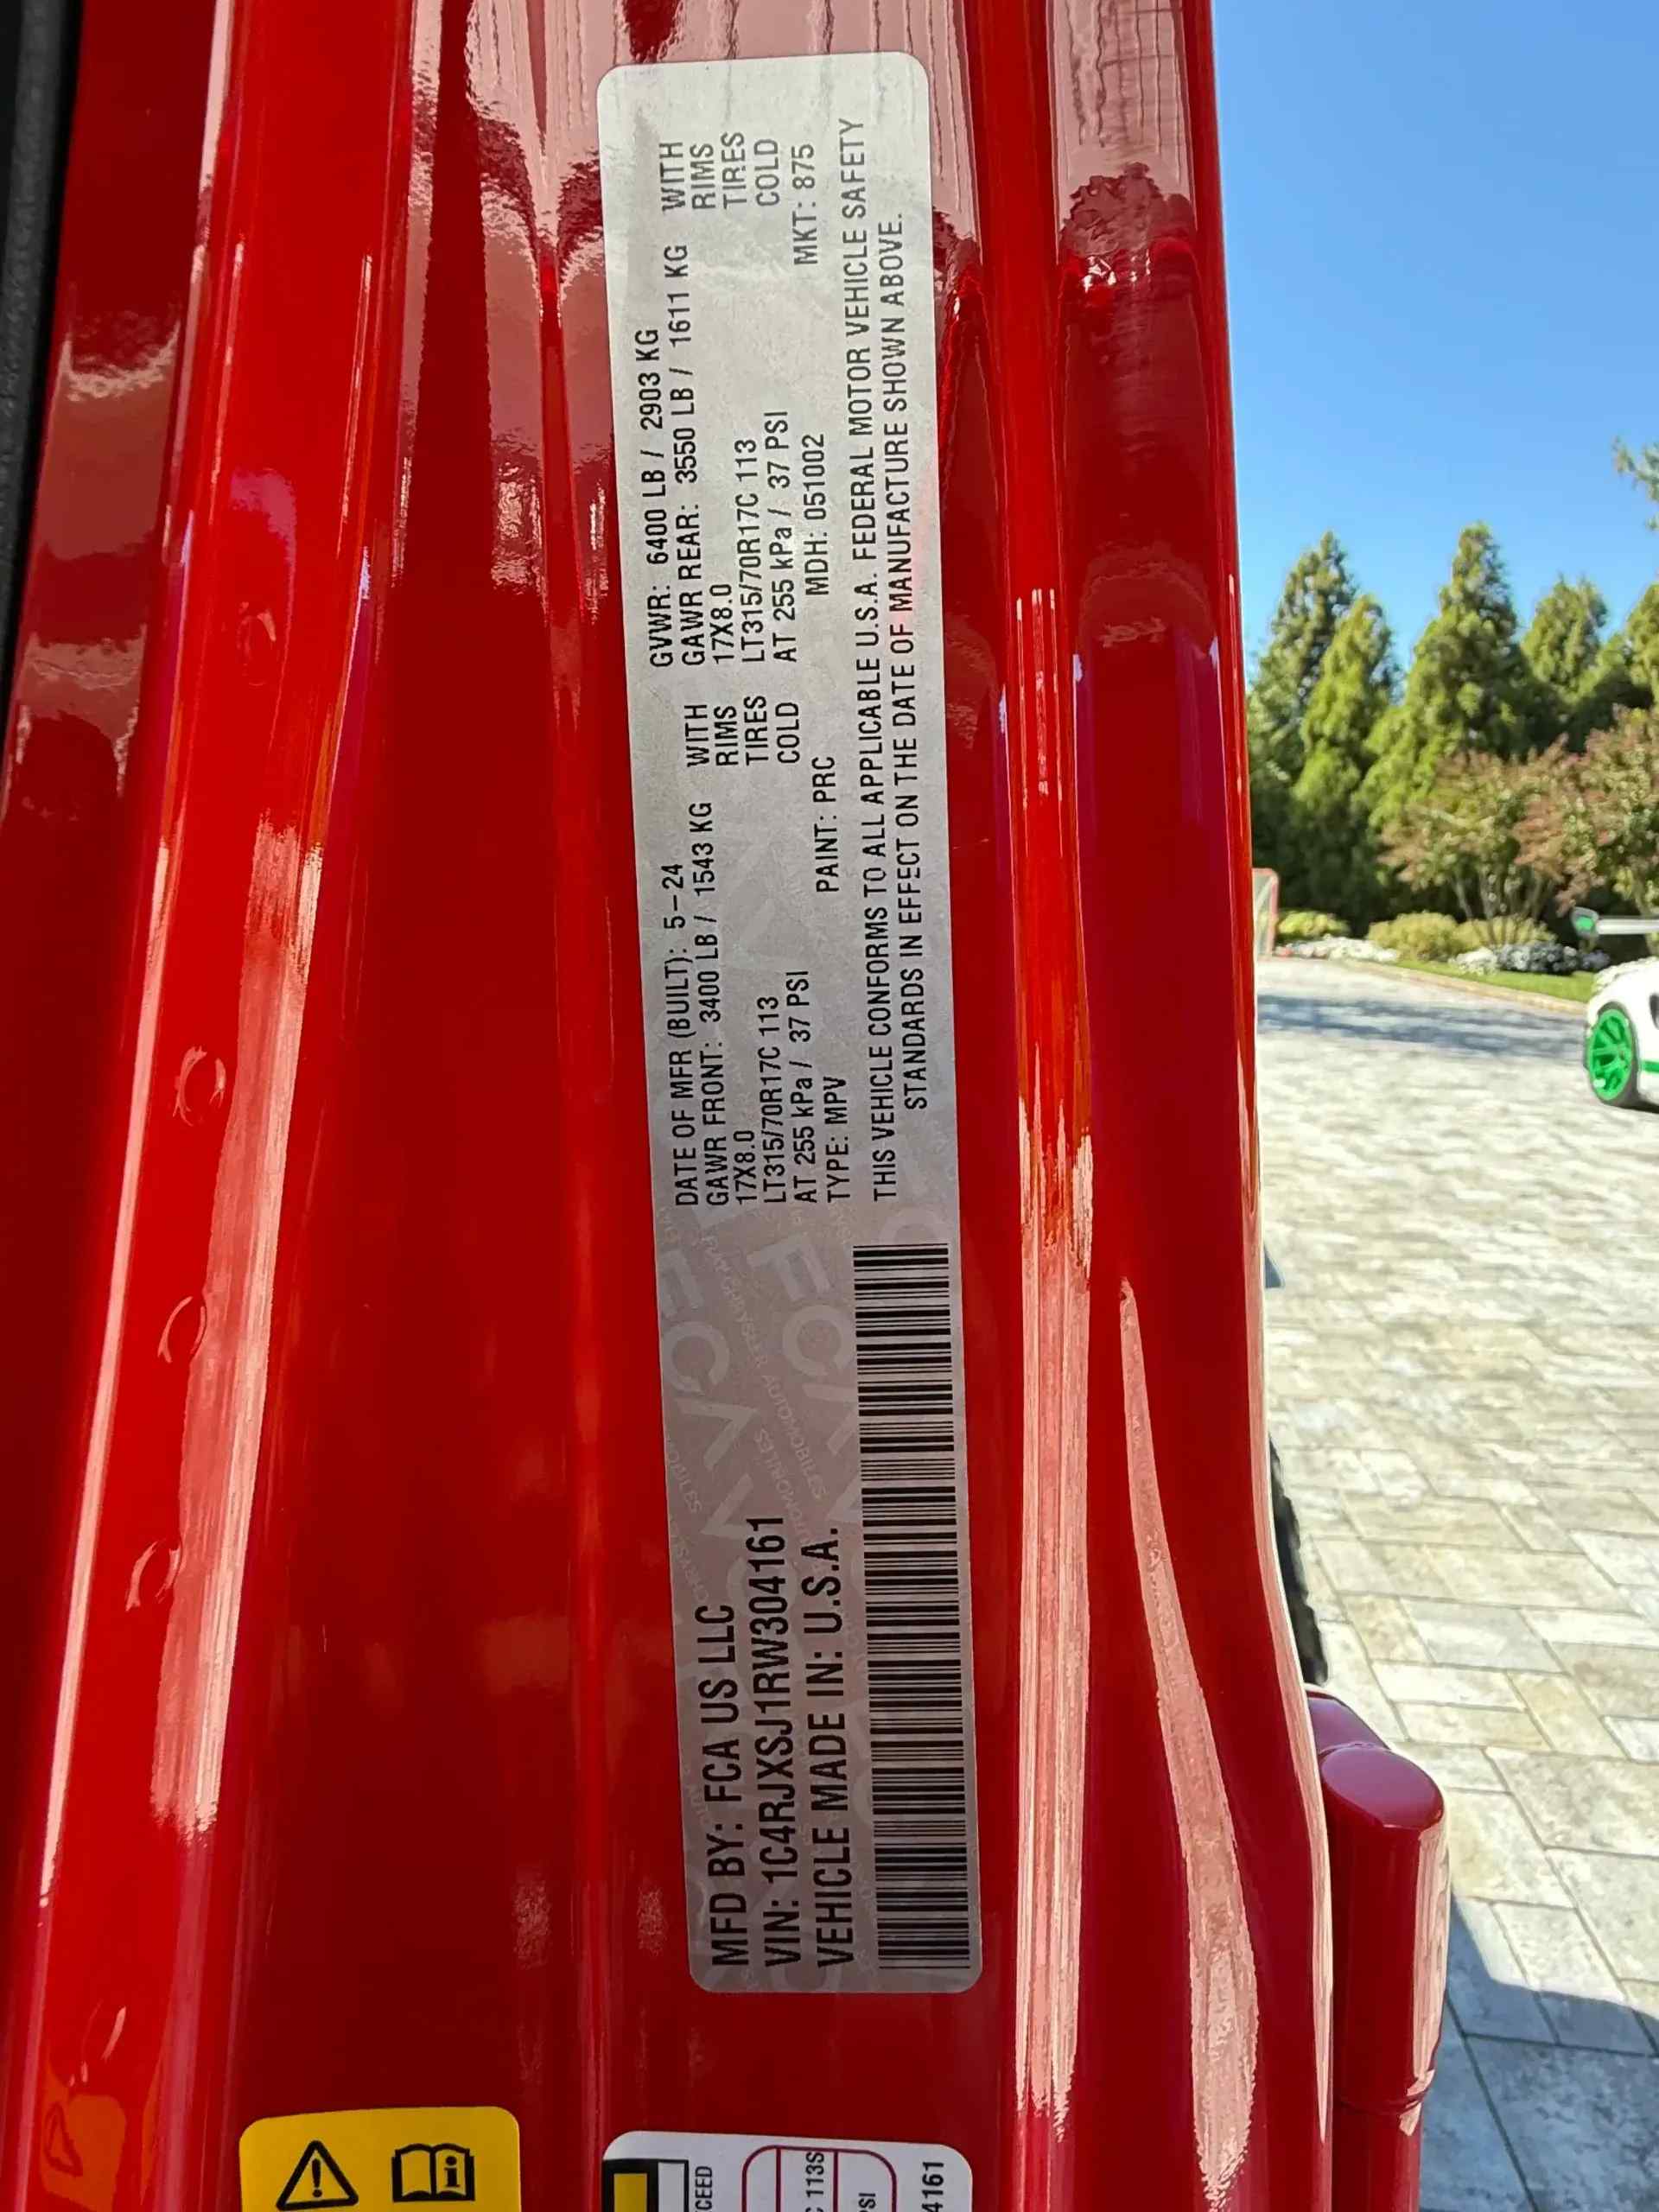 MFD BY: FCA US LLC
VIN: 1C4RJXSJ1RW304161
VEHICLE MADE IN: U.S.A.
DATE OF MFR (BUILT): 5-24
GAWR FRONT: 3400 LB / 1543 KG WITH
17X8.0 RIMS
LT315/70R17C 113 TIRES
AT 255 kPa / 37 PSI COLD
TYPE: MPV PAINT: PRC MDH: 051002 MKT: 875
GVWR: 6400 LB / 2903 KG
GAWR REAR: 3550 LB / 1611 KG WITH
17X8.0 RIMS
LT315/70R17C 113 TIRES
AT 255 kPa / 37 PSI COLD
THIS VEHICLE CONFORMS TO ALL APPLICABLE U.S.A. FEDERAL MOTOR VEHICLE SAFETY
STANDARDS IN EFFECT ON THE DATE OF MANUFACTURE SHOWN ABOVE.
CEED
C 113S
SI
4161